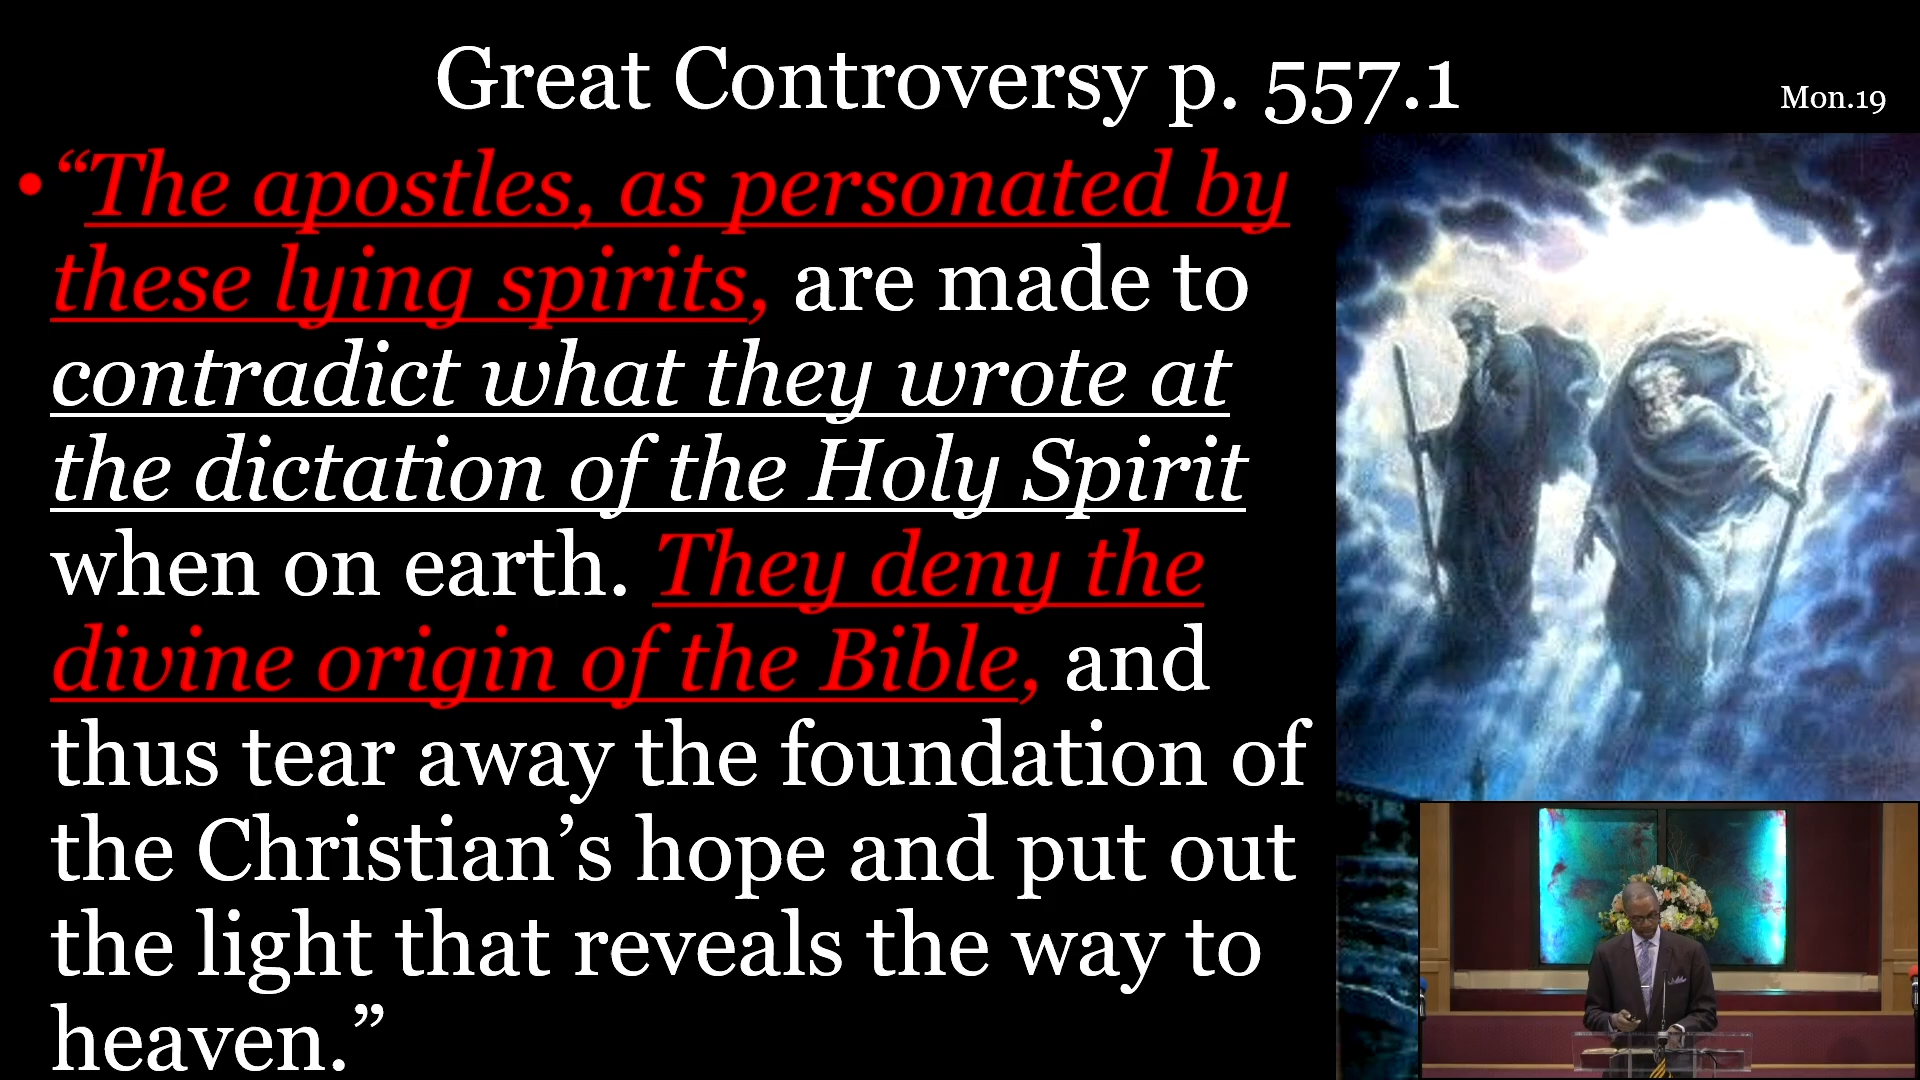 Great Controversy p. 557.1
Mon.19
•“The apostles, as personated by
these lying spirits, are made to
contradict what they wrote at
the dictation of the Holy Spirit
when on earth. They deny the
divine origin of the Bible, and
thus tear away the foundation of
the Christian’s hope and put out
the light that reveals the way to
heaven.”